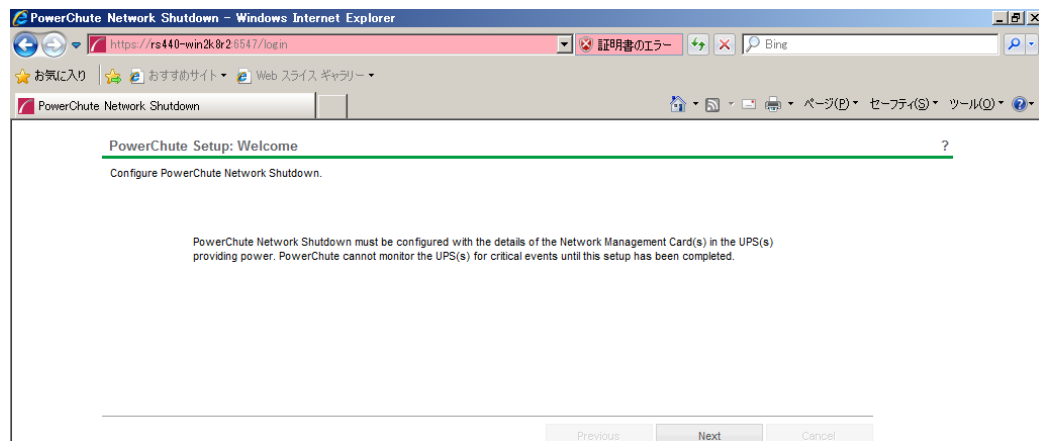 PowerChute Network Shutdown - Windows Internet Explorer
https://rs440-win2k8r2:6547/login
証明書のエラー
Bing
お気に入り
おすすめサイト
Web スライス ギャラリー
PowerChute Network Shutdown
ページ(P)
セーフティ(S)
ツール(O)
PowerChute Setup: Welcome
?
Configure PowerChute Network Shutdown.
PowerChute Network Shutdown must be configured with the details of the Network Management Card(s) in the UPS(s)
providing power. PowerChute cannot monitor the UPS(s) for critical events until this setup has been completed.
Previous
Next
Cancel